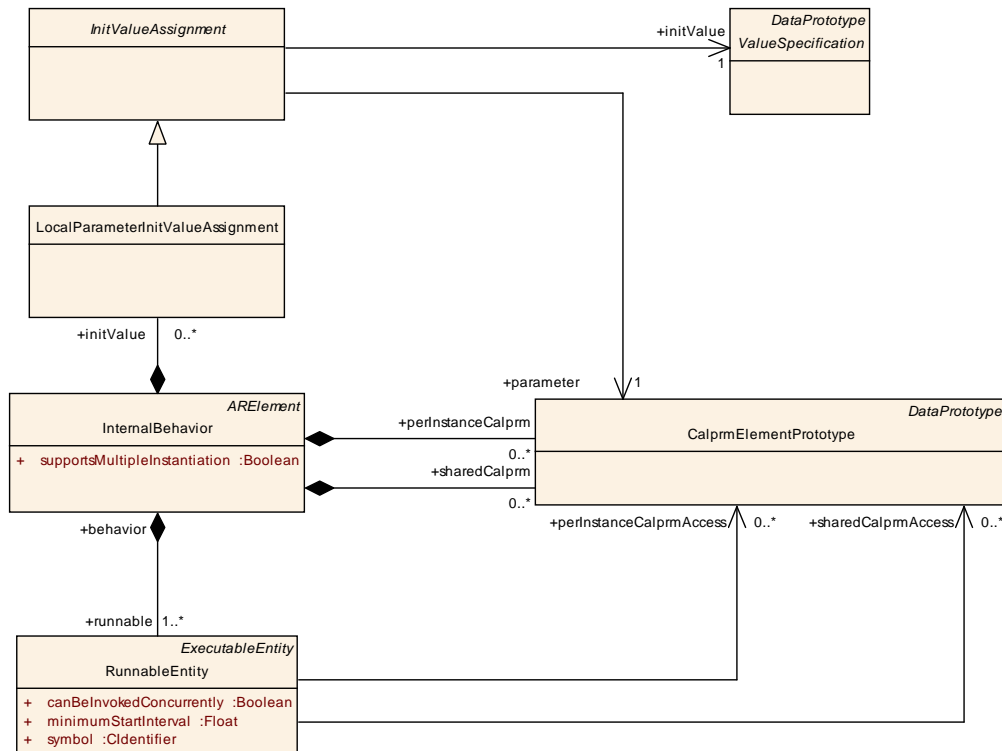 InitValueAssignment
DataPrototype
ValueSpecification
+initValue
1
LocalParameterInitValueAssignment
+initValue 0..*
+parameter 1
ARElement
InternalBehavior
+ supportsMultipleInstantiation :Boolean
+perInstanceCalprm
0..*
+sharedCalprm
0..*
DataPrototype
CalprmElementPrototype
+behavior
+perInstanceCalprmAccess 0..*
+sharedCalprmAccess 0..*
+runnable 1..*
ExecutableEntity
RunnableEntity
+ canBeInvokedConcurrently :Boolean
+ minimumStartInterval :Float
+ symbol :CIdentifier